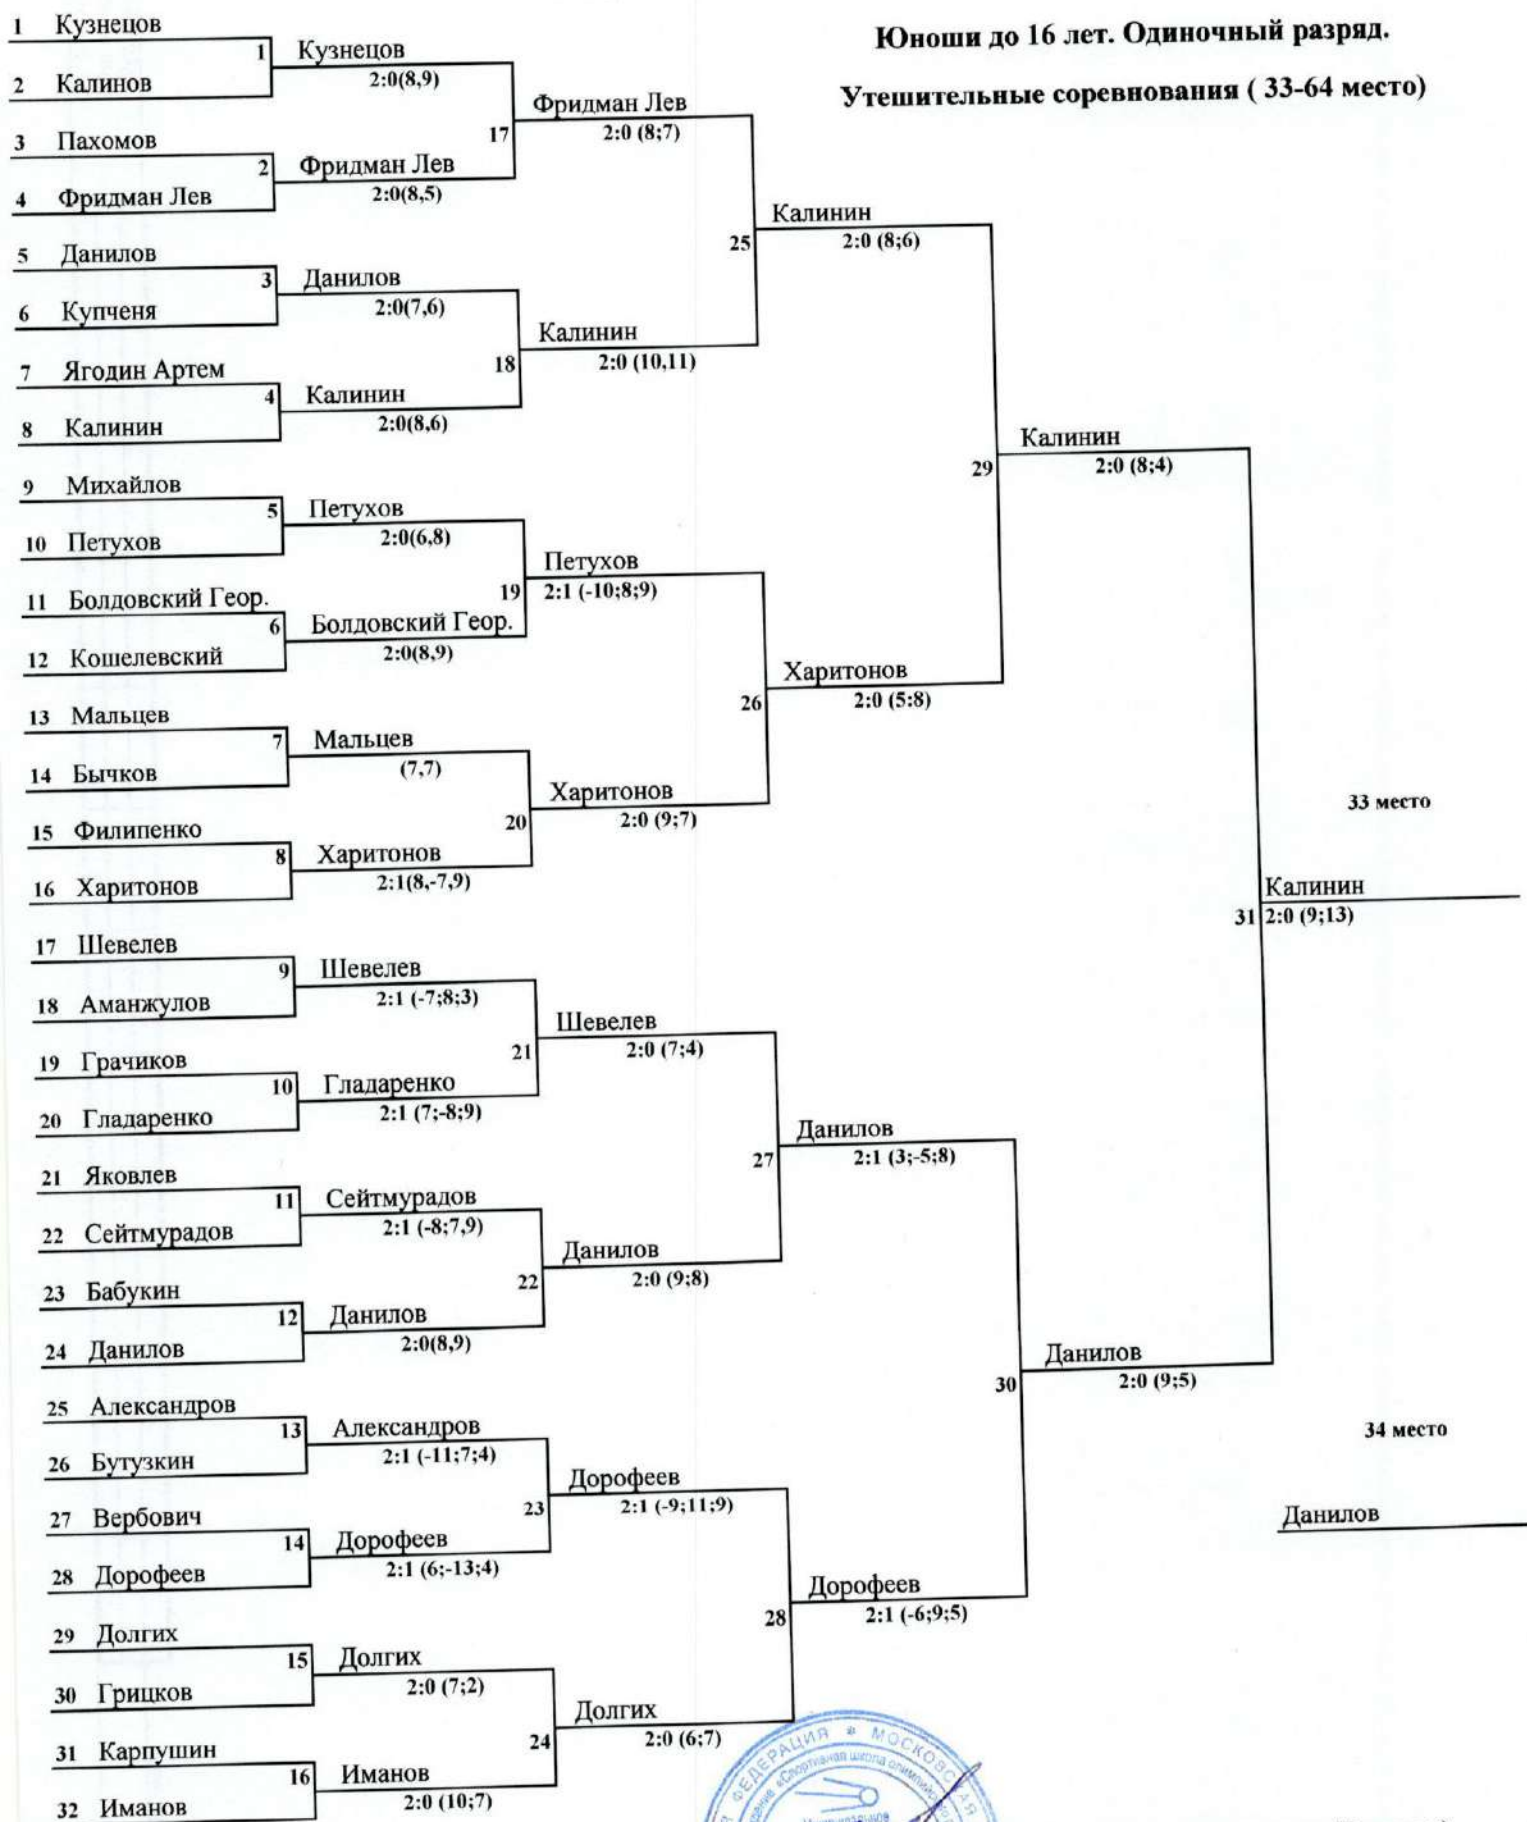 Юноши до 16 лет. Одиночный разряд.
Утешительные соревнования ( 33-64 место)
1 Кузнецов
1 Кузнецов
2:0(8,9)
2 Калинов
17 Фридман Лев
2:0 (8;7)
3 Пахомов
2 Фридман Лев
2:0(8,5)
4 Фридман Лев
25 Калинин
2:0 (8;6)
5 Данилов
3 Данилов
2:0(7,6)
6 Купченя
18 Калинин
2:0 (10,11)
7 Ягодин Артем
4 Калинин
2:0(8,6)
8 Калинин
29 Калинин
2:0 (8;4)
9 Михайлов
5 Петухов
2:0(6,8)
10 Петухов
19 Петухов
2:1 (-10;8;9)
11 Болдовский Геор.
6 Болдовский Геор.
2:0(8,9)
12 Кошелевский
26 Харитонов
2:0 (5:8)
13 Мальцев
7 Мальцев
(7,7)
14 Бычков
20 Харитонов
2:0 (9;7)
15 Филипенко
8 Харитонов
2:1(8,-7,9)
16 Харитонов
33 место
31 Калинин
2:0 (9;13)
17 Шевелев
9 Шевелев
2:1 (-7;8;3)
18 Аманжулов
21 Шевелев
2:0 (7;4)
19 Грачиков
10 Гладаренко
2:1 (7;-8;9)
20 Гладаренко
27 Данилов
2:1 (3;-5;8)
21 Яковлев
11 Сейтмурадов
2:1 (-8;7,9)
22 Сейтмурадов
22 Данилов
2:0 (9;8)
23 Бабукин
12 Данилов
2:0(8,9)
24 Данилов
30 Данилов
2:0 (9;5)
25 Александров
13 Александров
2:1 (-11;7;4)
26 Бутузкин
23 Дорофеев
2:1 (-9;11;9)
34 место
Данилов
27 Вербович
14 Дорофеев
2:1 (6;-13;4)
28 Дорофеев
28 Дорофеев
2:1 (-6;9;5)
29 Долгих
15 Долгих
2:0 (7;2)
30 Грицков
24 Долгих
2:0 (6;7)
31 Карпушин
16 Иманов
2:0 (10;7)
32 Иманов
ФЕДЕРАЦИЯ * МОСКОВСКАЯ
«Спортивная школа